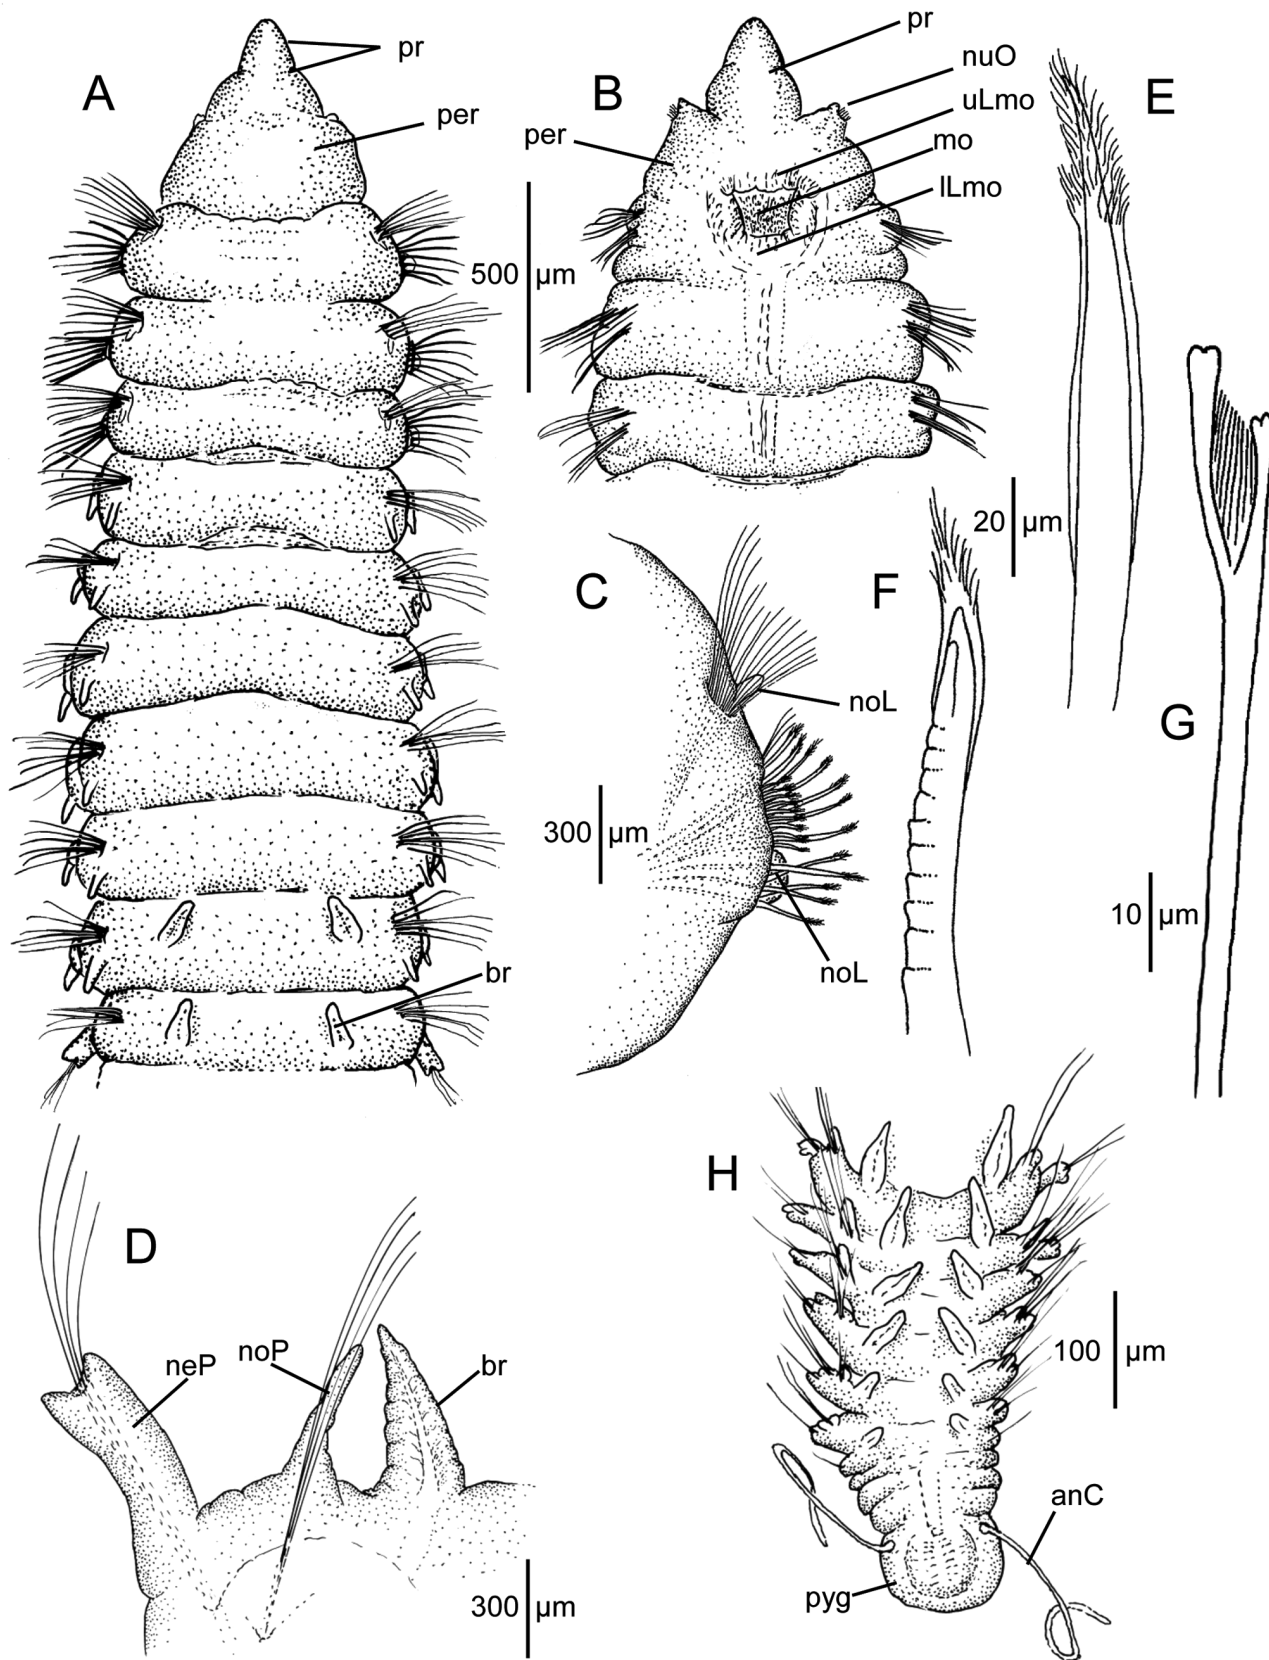 A
pr
per
B
pr
nuO
uLmo
mo
lLmo
per
500 µm
E
20 µm
C
noL
300 µm
noL
F
G
10 µm
br
D
neP
noP
br
300 µm
H
100 µm
anC
pyg